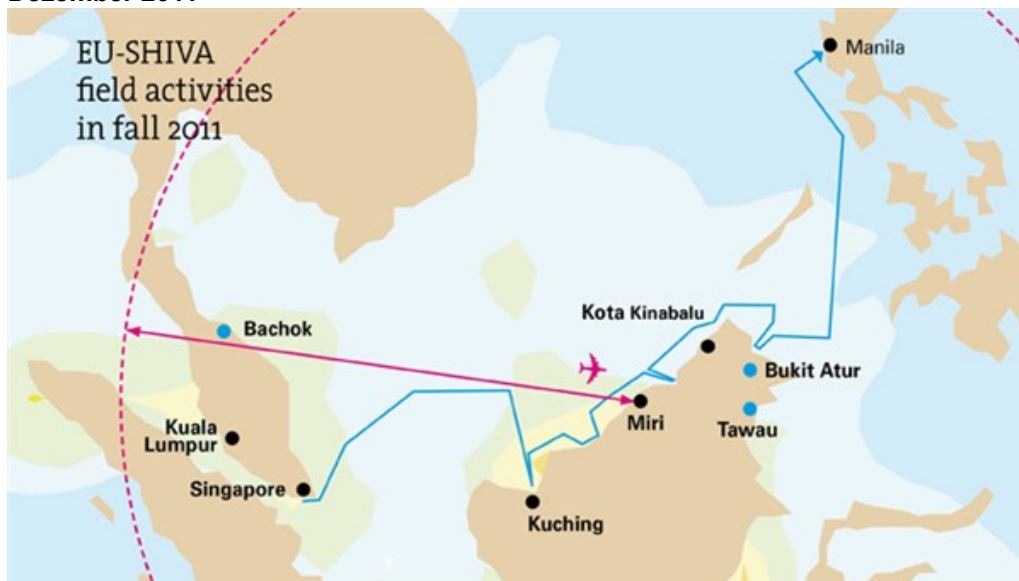 EU-SHIVA
field activities
in fall 2011
Manila
Kota Kinabalu
Bachok
Bukit Atur
Miri
Tawau
Kuala
Lumpur
Singapore
Kuching